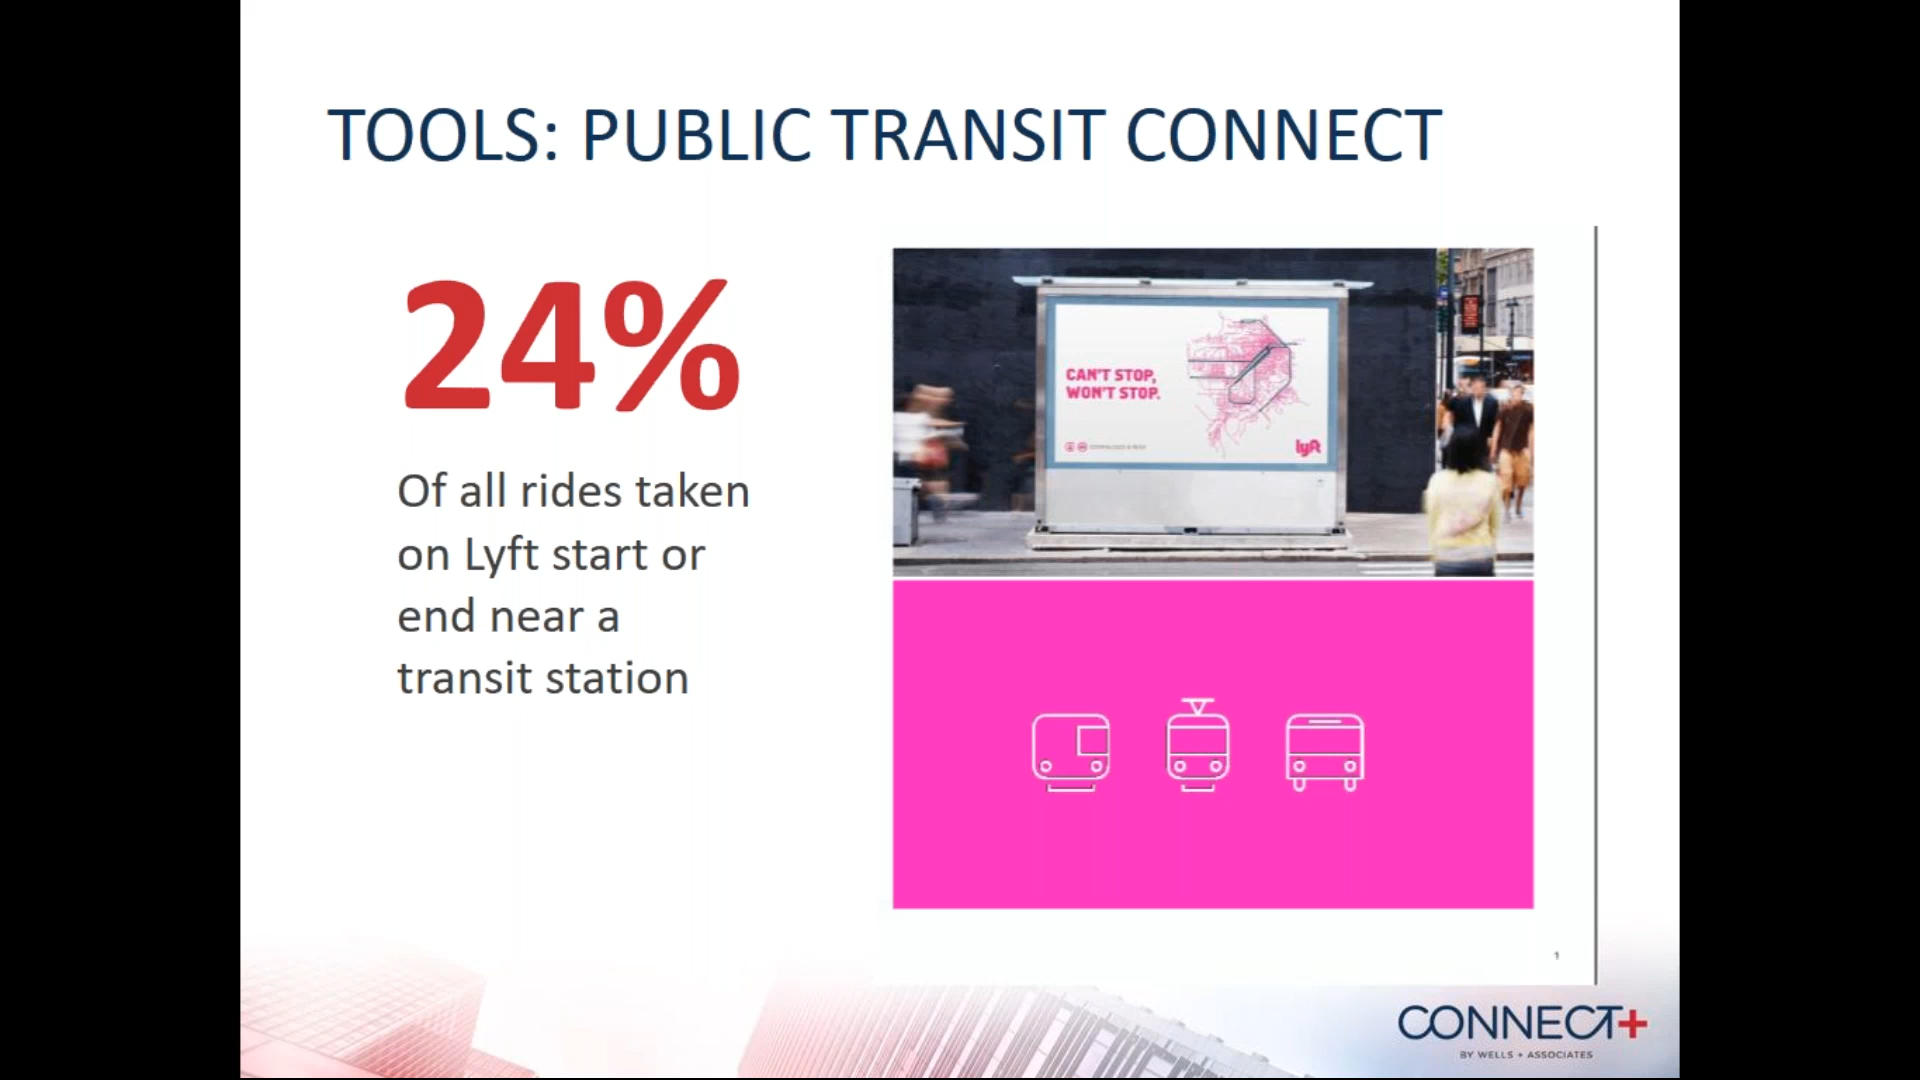 TOOLS: PUBLIC TRANSIT CONNECT
24%
Of all rides taken
on Lyft start or
end near a
transit station
CAN'T STOP,
WON'T STOP.
lyft
1
CONNECT+
BY WELLS + ASSOCIATES